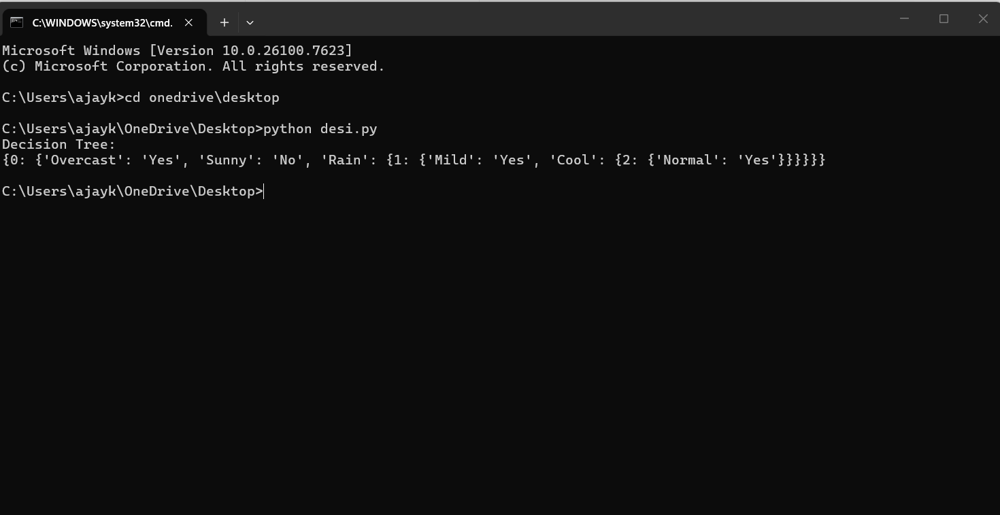 C:\WINDOWS\system32\cmd.
Microsoft Windows [Version 10.0.26100.7623]
(c) Microsoft Corporation. All rights reserved.
C:\Users\ajayk>cd onedrive\desktop
C:\Users\ajayk\OneDrive\Desktop>python desi.py
Decision Tree:
{0: {'Overcast': 'Yes', 'Sunny': 'No', 'Rain': {1: {'Mild': 'Yes', 'Cool': {2: {'Normal': 'Yes'}}}}}}
C:\Users\ajayk\OneDrive\Desktop>